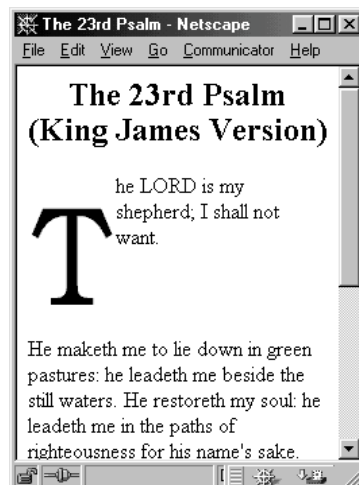 The 23rd Psalm - Netscape
File Edit View Go Communicator Help
The 23rd Psalm
(King James Version)
The LORD is my
shepherd; I shall not
want.
He maketh me to lie down in green
pastures: he leadeth me beside the
still waters. He restoreth my soul: he
leadeth me in the paths of
righteousness for his name's sake.